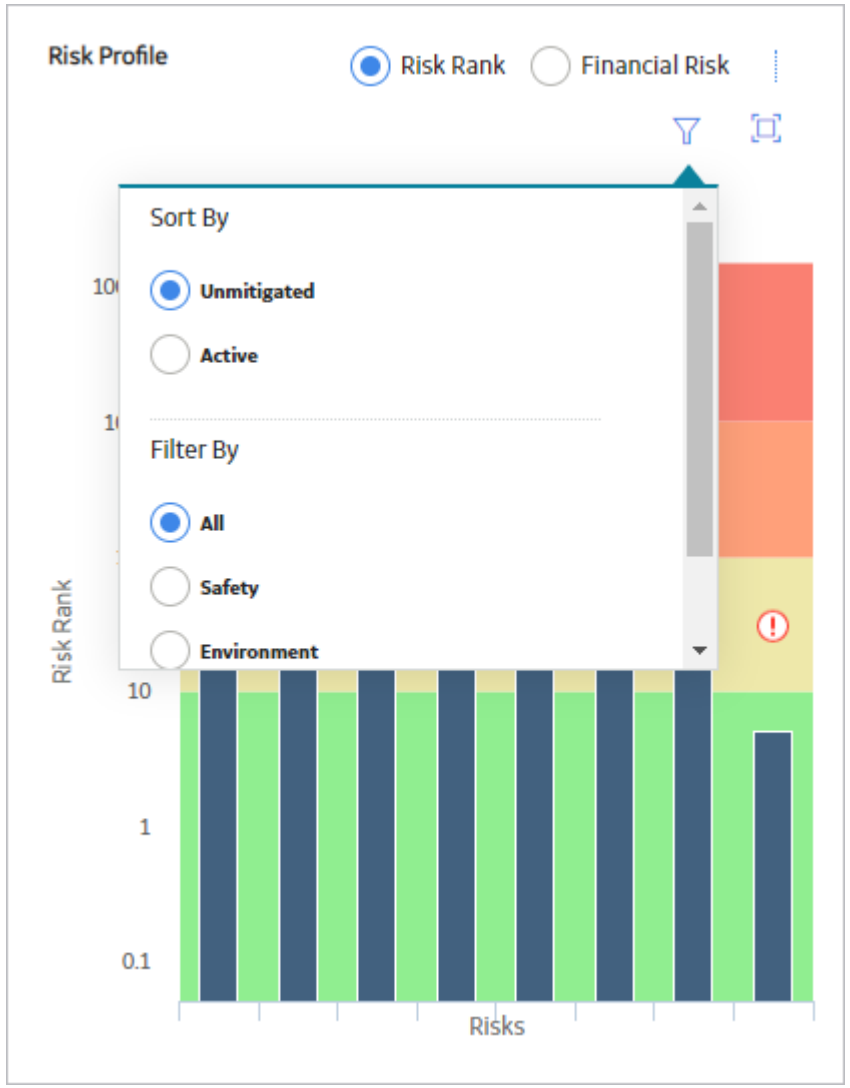 Risk Profile
Risk Rank
Financial Risk
Sort By
Unmitigated
Active
Filter By
All
Safety
Environment
Risk Rank
10
1
0.1
Risks